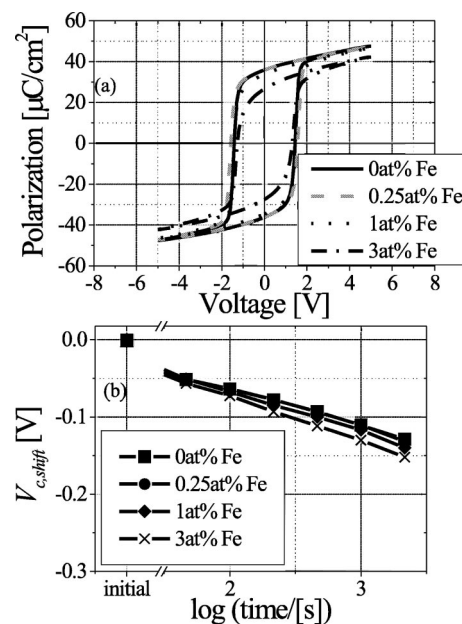 60
40
20
0
-20
-40
-60
(a)
Polarization [μC/cm²]
0at% Fe
0.25at% Fe
1at% Fe
3at% Fe
-8 -6 -4 -2 0 2 4 6 8
Voltage [V]
0.0
-0.1
-0.2
-0.3
(b)
V_c,shift [V]
0at% Fe
0.25at% Fe
1at% Fe
3at% Fe
initial 2 3
log (time/[s])